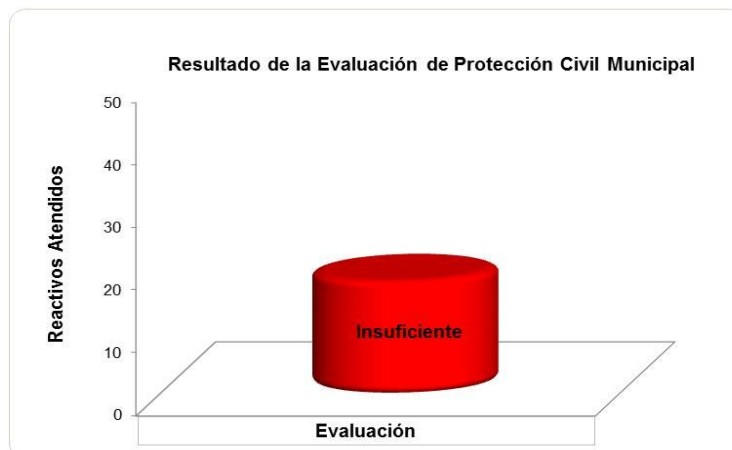 Resultado de la Evaluación de Protección Civil Municipal
Reactivos Atendidos
50
40
30
20
10
0
Insuficiente
Evaluación